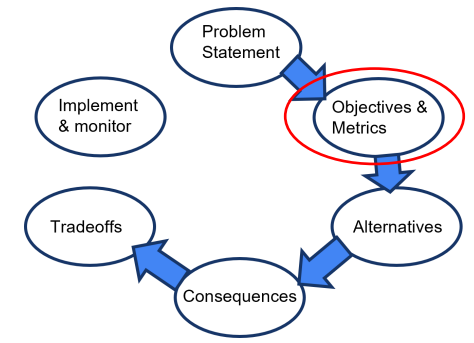 Problem
Statement
Objectives &
Metrics
Alternatives
Consequences
Tradeoffs
Implement
& monitor